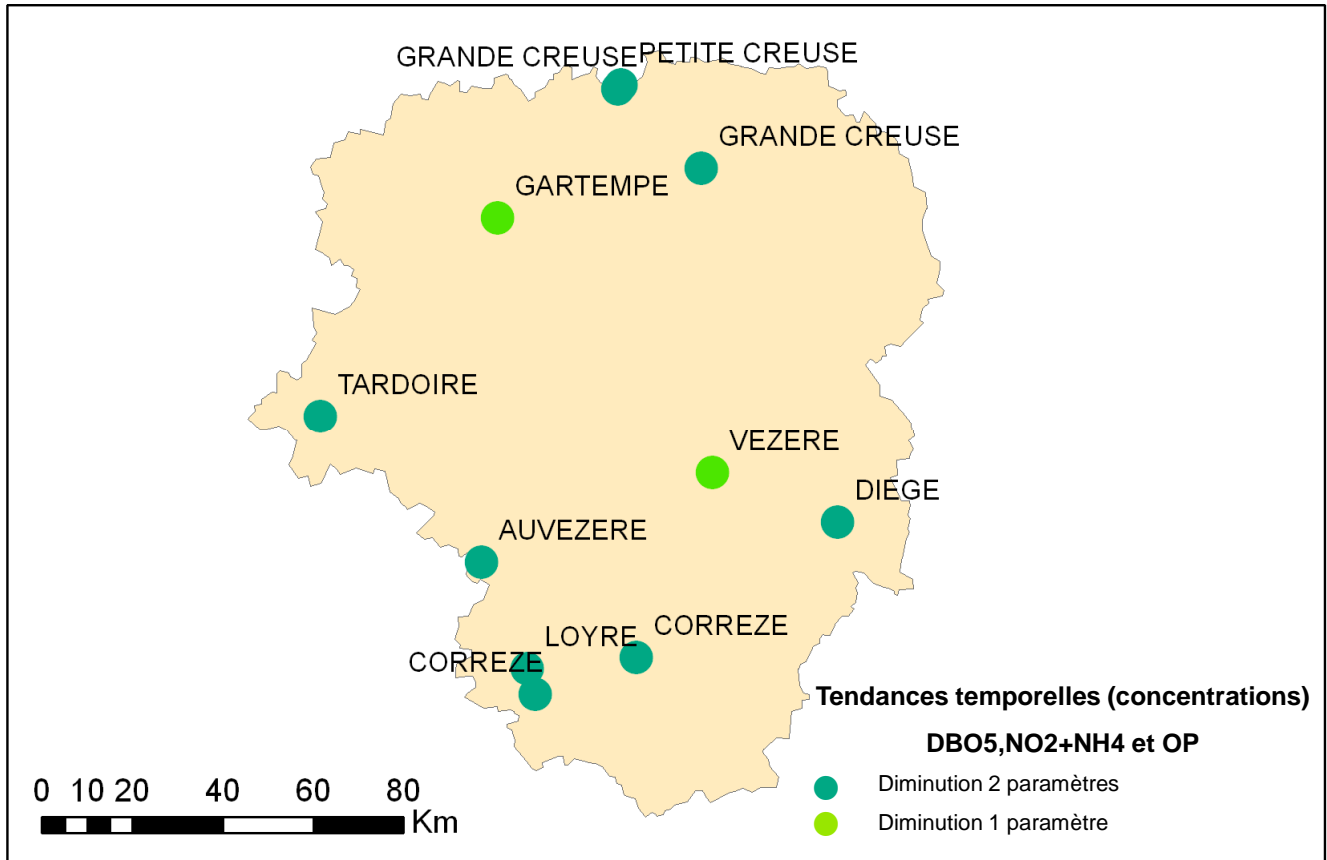 GRANDE CREUSE PETITE CREUSE
GRANDE CREUSE
GARTEMPE
TARDOIRE
VEZERE
DIEGE
AUVEZERE
CORREZE
LOYRE
CORREZE
Tendances temporelles (concentrations)
DBO5,NO2+NH4 et OP
Diminution 2 paramètres
Diminution 1 paramètre
0 10 20 40 60 80
Km